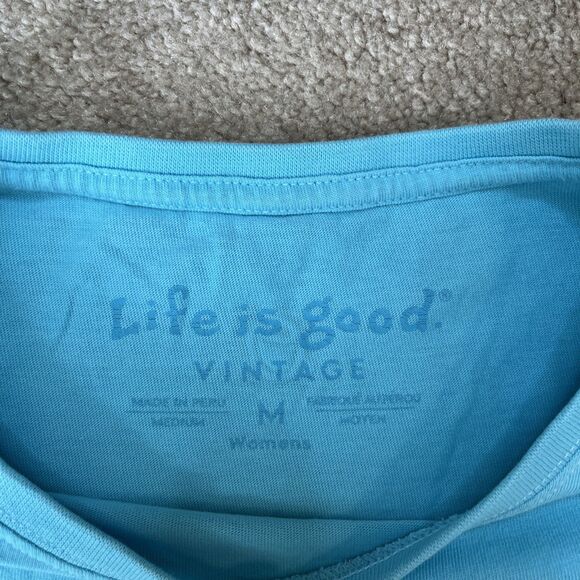 Life is good.®
VINTAGE
MADE IN PERU M FABRIQUÉ AU PÉROU
MEDIUM MOYEN
Womens